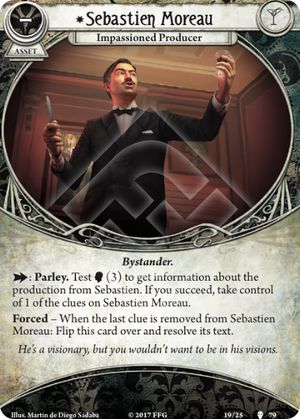 Sebastien Moreau
ASSET
Impassioned Producer
Bystander.
: Parley. Test (3) to get information about the
production from Sebastien. If you succeed, take control
of 1 of the clues on Sebastien Moreau.
Forced – When the last clue is removed from Sebastien
Moreau: Flip this card over and resolve its text.
He's a visionary, but you wouldn't want to be in his visions.
Illus. Martin de Diego Sádaba
© 2017 FFG
19/25
79